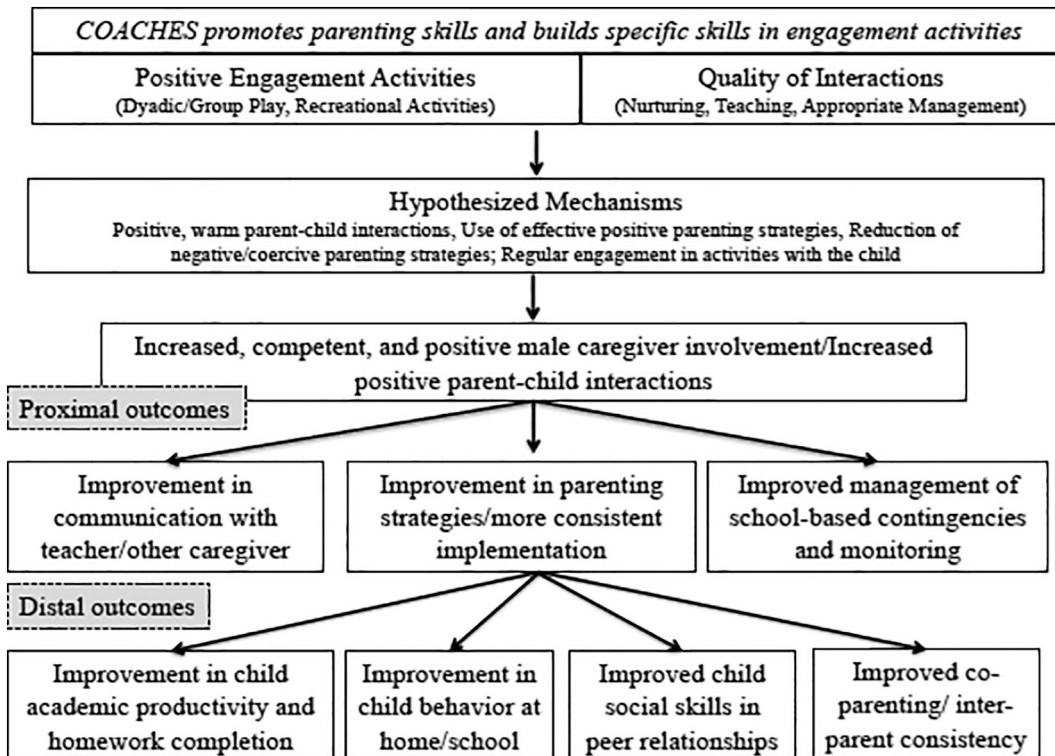 COACHES promotes parenting skills and builds specific skills in engagement activities
Positive Engagement Activities
(Dyadic/Group Play, Recreational Activities)
Quality of Interactions
(Nurturing, Teaching, Appropriate Management)
Hypothesized Mechanisms
Positive, warm parent-child interactions, Use of effective positive parenting strategies, Reduction of
negative/coercive parenting strategies; Regular engagement in activities with the child
Increased, competent, and positive male caregiver involvement/Increased
positive parent-child interactions
Proximal outcomes
Improvement in
communication with
teacher/other caregiver
Improvement in parenting
strategies/more consistent
implementation
Improved management of
school-based contingencies
and monitoring
Distal outcomes
Improvement in child
academic productivity and
homework completion
Improvement in
child behavior at
home/school
Improved child
social skills in
peer relationships
Improved co-
parenting/ inter-
parent consistency